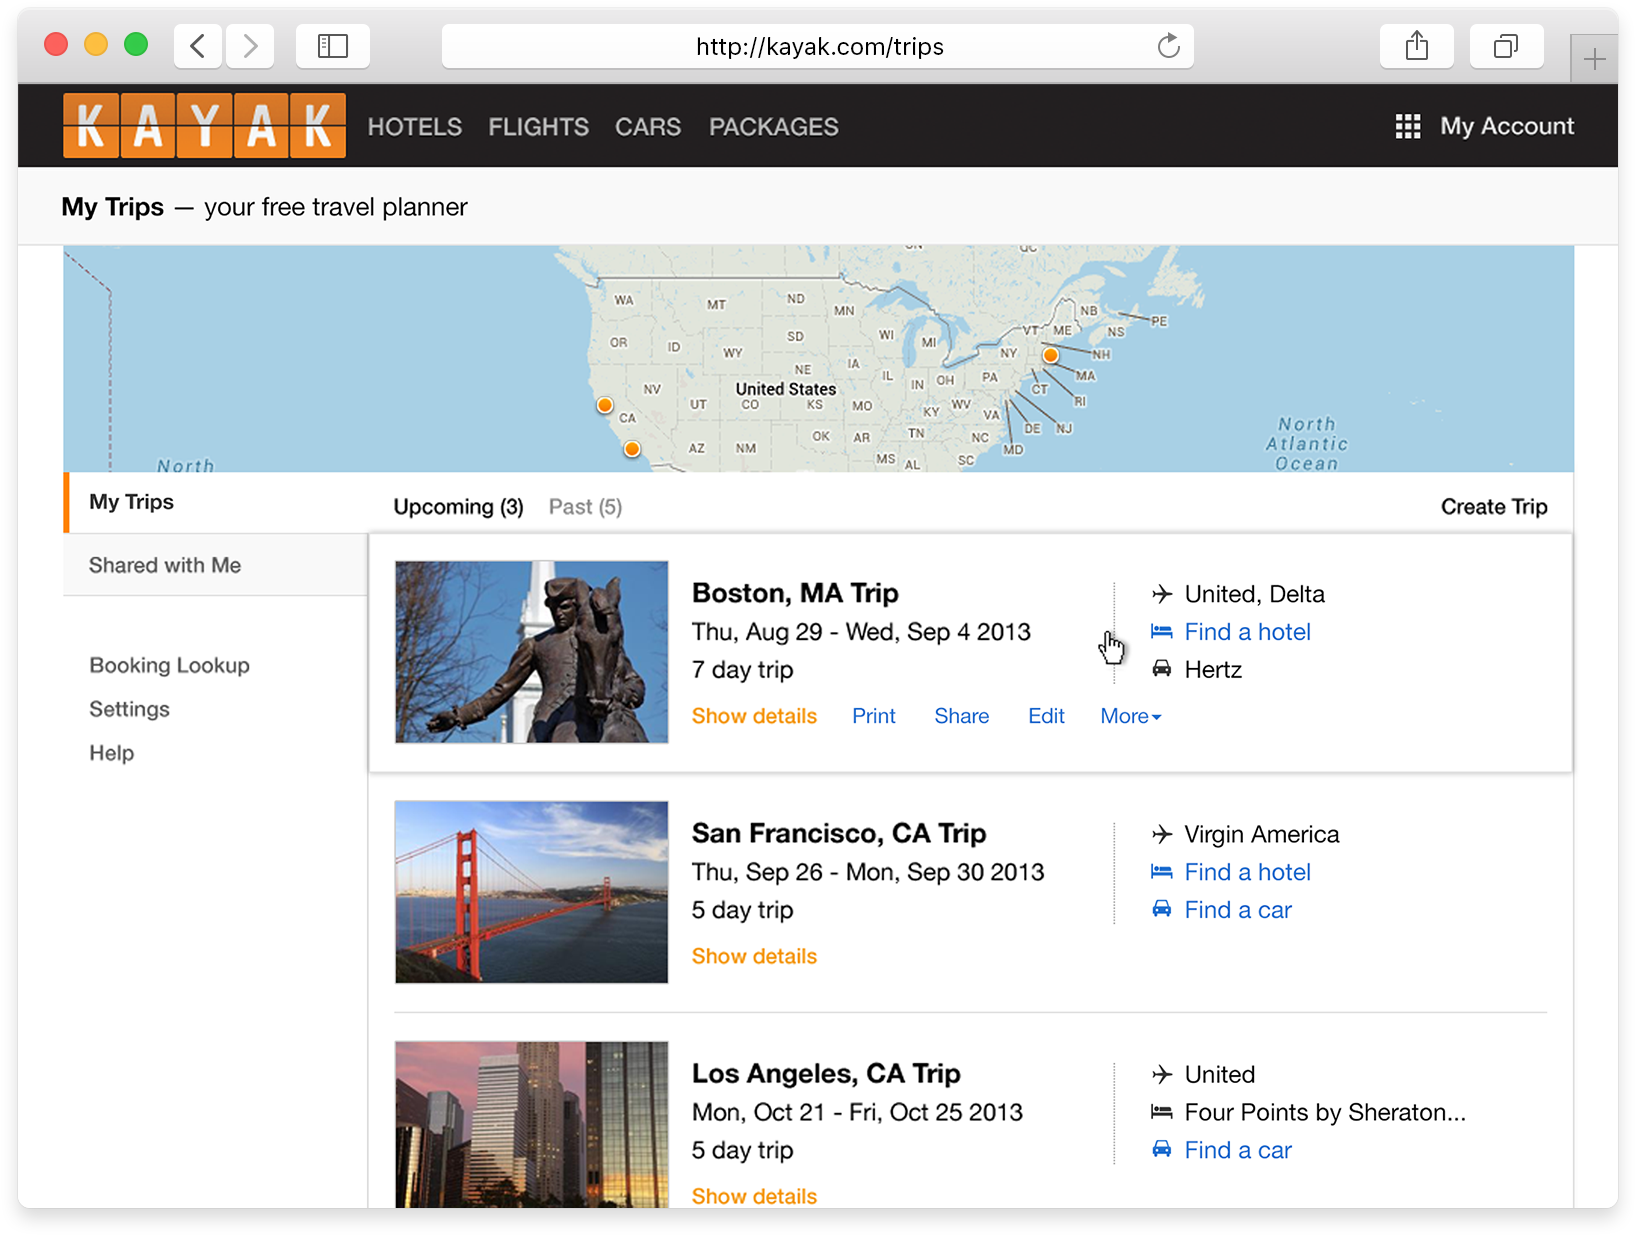 http://kayak.com/trips
KAYAK HOTELS FLIGHTS CARS PACKAGES My Account
My Trips — your free travel planner
ON QC
WA MT ND MN NB PE
OR ID SD WI MI VT ME NS
WY NY NH
NV NE IA IL IN OH PA MA
United States
UT CO KS MO KY WV CT RI
CA VA DE NJ
AZ NM OK AR TN NC MD
MS AL SC
North
North
Atlantic
Ocean
My Trips
Shared with Me
Booking Lookup
Settings
Help
Upcoming (3) Past (5) Create Trip
Boston, MA Trip
Thu, Aug 29 - Wed, Sep 4 2013
7 day trip
Show details Print Share Edit More
United, Delta
Find a hotel
Hertz
San Francisco, CA Trip
Thu, Sep 26 - Mon, Sep 30 2013
5 day trip
Show details
Virgin America
Find a hotel
Find a car
Los Angeles, CA Trip
Mon, Oct 21 - Fri, Oct 25 2013
5 day trip
Show details
United
Four Points by Sheraton...
Find a car